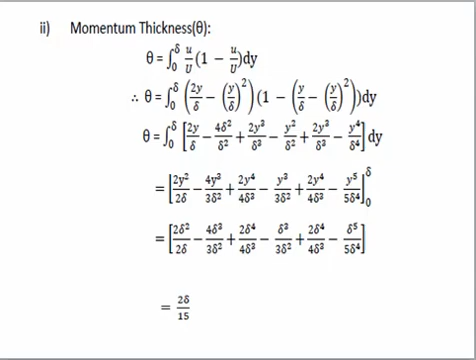 ii) Momentum Thickness(θ):
θ = ∫₀^δ u/U (1 − u/U)dy
∴ θ = ∫₀^δ (2y/δ − (y/δ)²)(1 − (y/δ − (y/δ)²))dy
θ = ∫₀^δ [2y/δ − 4δ²/δ² + 2y³/δ³ − y²/δ² + 2y³/δ³ − y⁴/δ⁴] dy
= [2y²/2δ − 4y³/3δ² + 2y⁴/4δ³ − y³/3δ² + 2y⁴/4δ³ − y⁵/5δ⁴]₀^δ
= [2δ²/2δ − 4δ³/3δ² + 2δ⁴/4δ³ − δ³/3δ² + 2δ⁴/4δ³ − δ⁵/5δ⁴]
= 2δ/15